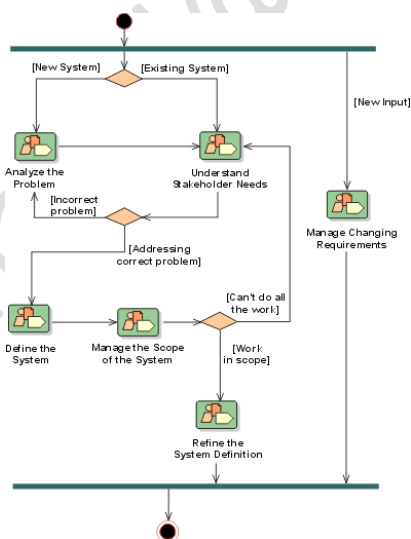 [New System]
[Existing System]
[New Input]
Analyze the
Problem
Understand
Stakeholder Needs
[Incorrect
problem]
Manage Changing
Requirements
[Addressing
correct problem]
[Can't do all
the work]
Define the
System
Manage the Scope
of the System
[Work
in scope]
Refine the
System Definition